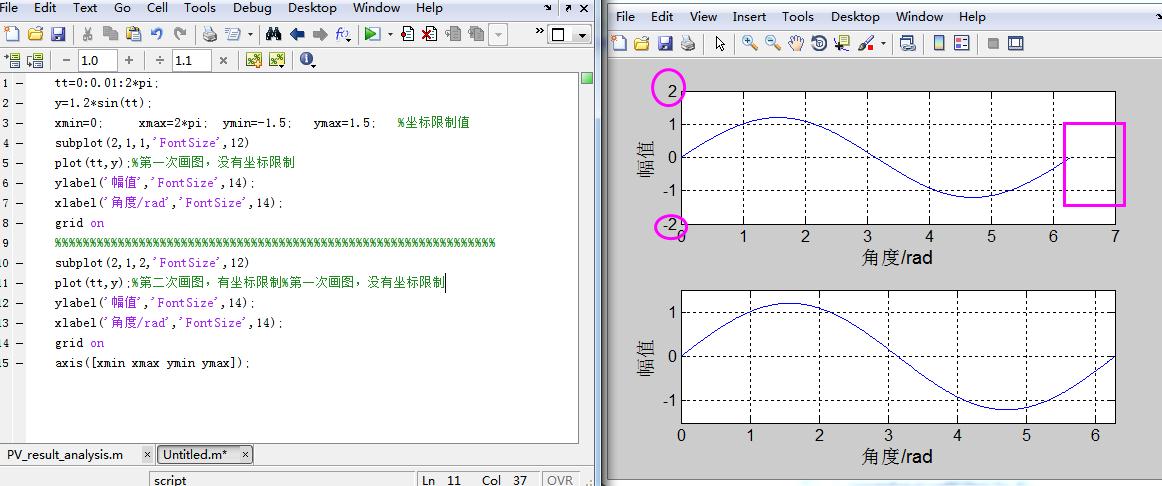 File Edit Text Go Cell Tools Debug Desktop Window Help
1.0 1.1
1 tt=0:0.01:2*pi;
2 y=1.2*sin(tt);
3 xmin=0; xmax=2*pi; ymin=-1.5; ymax=1.5; %坐标限制值
4 subplot(2,1,1,'FontSize',12)
5 plot(tt,y);%第一次画图，没有坐标限制
6 ylabel('幅值','FontSize',14);
7 xlabel('角度/rad','FontSize',14);
8 grid on
9 %%%%%%%%%%%%%%%%%%%%%%%%%%%%%%%%%%%%%%%%%%%%%%%%%%%%%%%%%%%%%%%
10 subplot(2,1,2,'FontSize',12)
11 plot(tt,y);%第二次画图，有坐标限制%第一次画图，没有坐标限制
12 ylabel('幅值','FontSize',14);
13 xlabel('角度/rad','FontSize',14);
14 grid on
15 axis([xmin xmax ymin ymax]);
PV_result_analysis.m Untitled.m*
script Ln 11 Col 37 OVR
File Edit View Insert Tools Desktop Window Help
2
1
0
-1
-2
幅值
0 1 2 3 4 5 6 7
角度/rad
1
0
-1
幅值
0 1 2 3 4 5 6
角度/rad